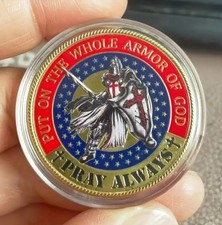 PUT ON THE WHOLE ARMOR OF GOD
PRAY ALWAYS